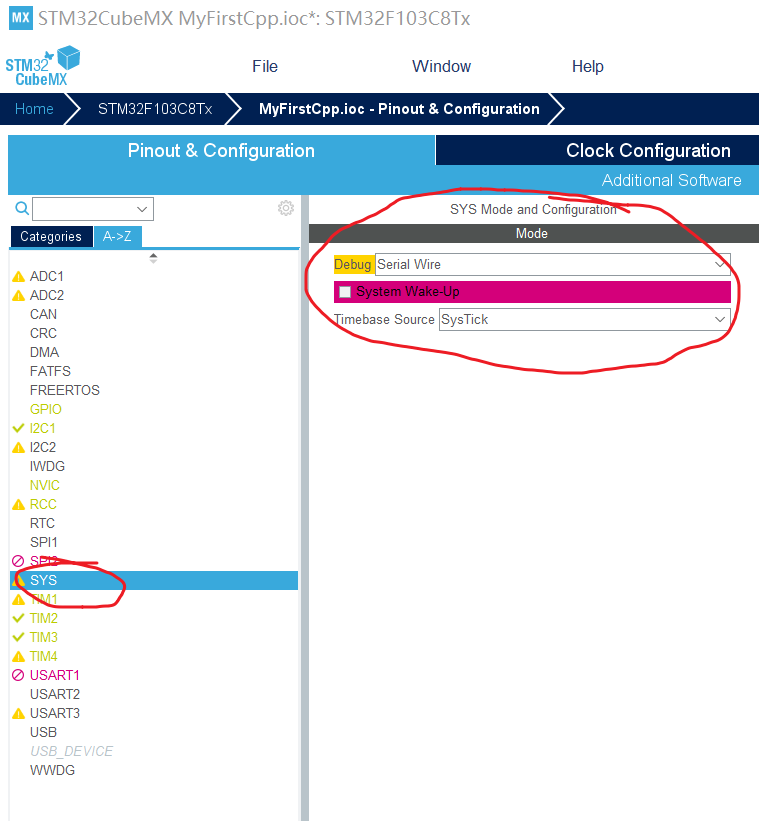 MX STM32CubeMX MyFirstCpp.ioc*: STM32F103C8Tx
STM32
CubeMX
File Window Help
Home STM32F103C8Tx MyFirstCpp.ioc - Pinout & Configuration
Pinout & Configuration Clock Configuration
Additional Software
Categories A->Z
ADC1
ADC2
CAN
CRC
DMA
FATFS
FREERTOS
GPIO
I2C1
I2C2
IWDG
NVIC
RCC
RTC
SPI1
SPI2
SYS
TIM1
TIM2
TIM3
TIM4
USART1
USART2
USART3
USB
USB_DEVICE
WWDG
SYS Mode and Configuration
Mode
Debug Serial Wire
System Wake-Up
Timebase Source SysTick